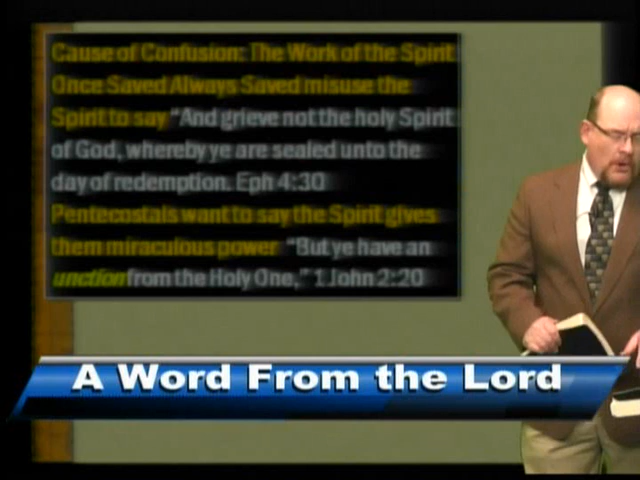 Cause of Confusion: The Work of the Spirit
Once Saved Always Saved misuse the
Spirit to say "And grieve not the holy Spirit
of God, whereby ye are sealed unto the
day of redemption. Eph 4:30
Pentecostals want to say the Spirit gives
them miraculous power "But ye have an
unction from the Holy One," 1 John 2:20
A Word From the Lord